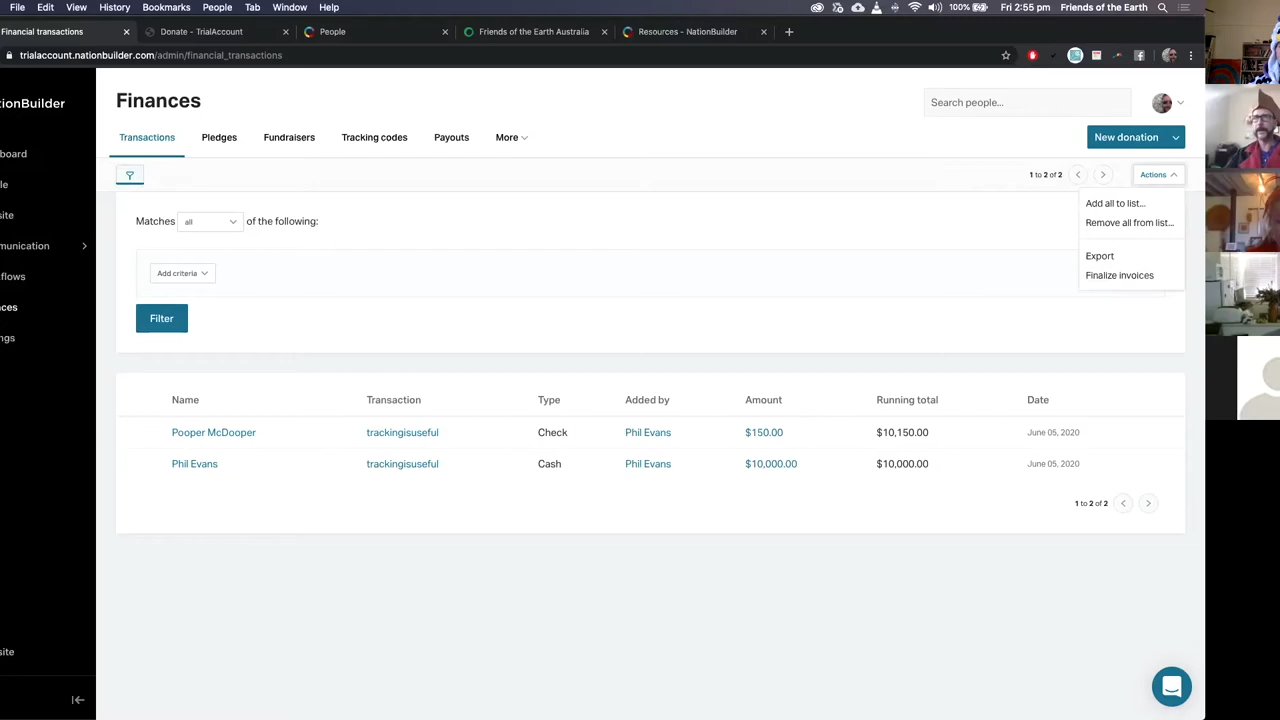 File Edit View History Bookmarks People Tab Window Help 100% Fri 2:55 pm Friends of the Earth
Financial transactions Donate - TrialAccount People Friends of the Earth Australia Resources - NationBuilder
trialaccount.nationbuilder.com/admin/financial_transactions
tionBuilder
board
le
site
munication
flows
nces
ngs
site
Finances
Search people...
Transactions Pledges Fundraisers Tracking codes Payouts More
New donation
1 to 2 of 2
Actions
Add all to list...
Remove all from list...
Export
Finalize invoices
Matches all of the following:
Add criteria
Filter
Name Transaction Type Added by Amount Running total Date
Pooper McDooper trackingisuseful Check Phil Evans $150.00 $10,150.00 June 05, 2020
Phil Evans trackingisuseful Cash Phil Evans $10,000.00 $10,000.00 June 05, 2020
1 to 2 of 2